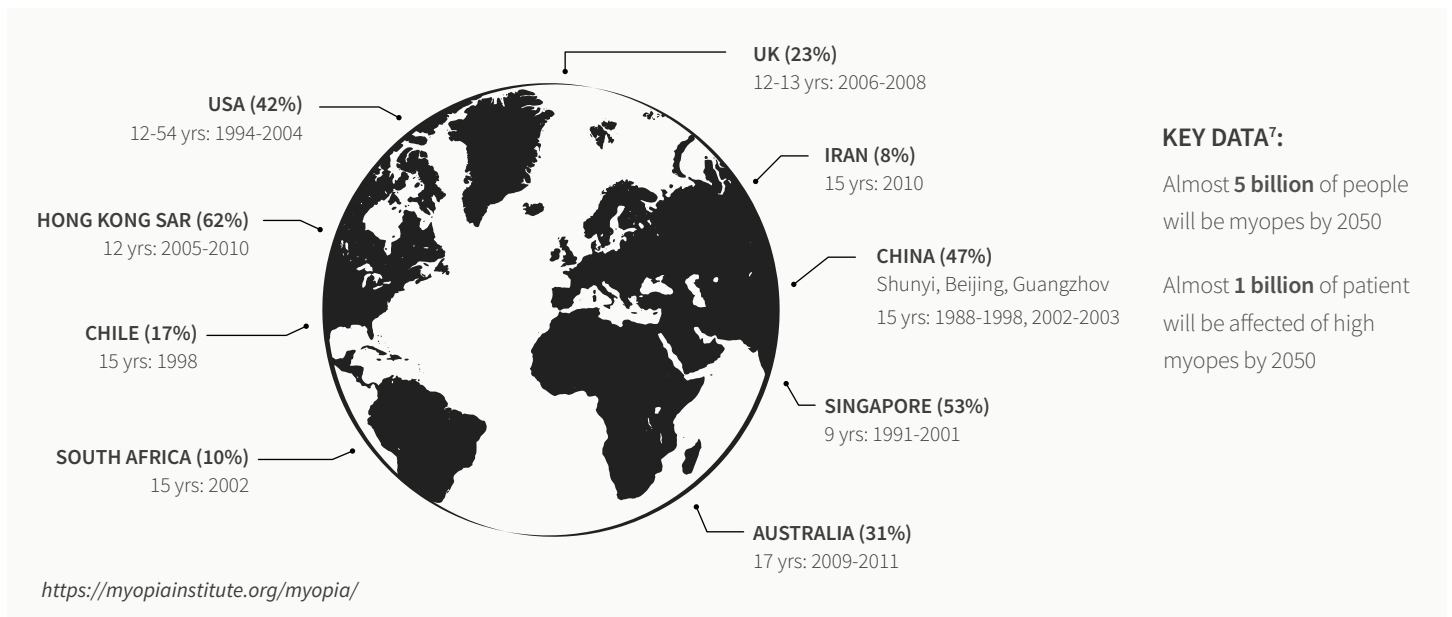 UK (23%)
12-13 yrs: 2006-2008
USA (42%)
12-54 yrs: 1994-2004
IRAN (8%)
15 yrs: 2010
HONG KONG SAR (62%)
12 yrs: 2005-2010
CHINA (47%)
Shunyi, Beijing, Guangzhov
15 yrs: 1988-1998, 2002-2003
CHILE (17%)
15 yrs: 1998
SINGAPORE (53%)
9 yrs: 1991-2001
SOUTH AFRICA (10%)
15 yrs: 2002
AUSTRALIA (31%)
17 yrs: 2009-2011
KEY DATA⁷:
Almost 5 billion of people
will be myopes by 2050
Almost 1 billion of patient
will be affected of high
myopes by 2050
https://myopiainstitute.org/myopia/